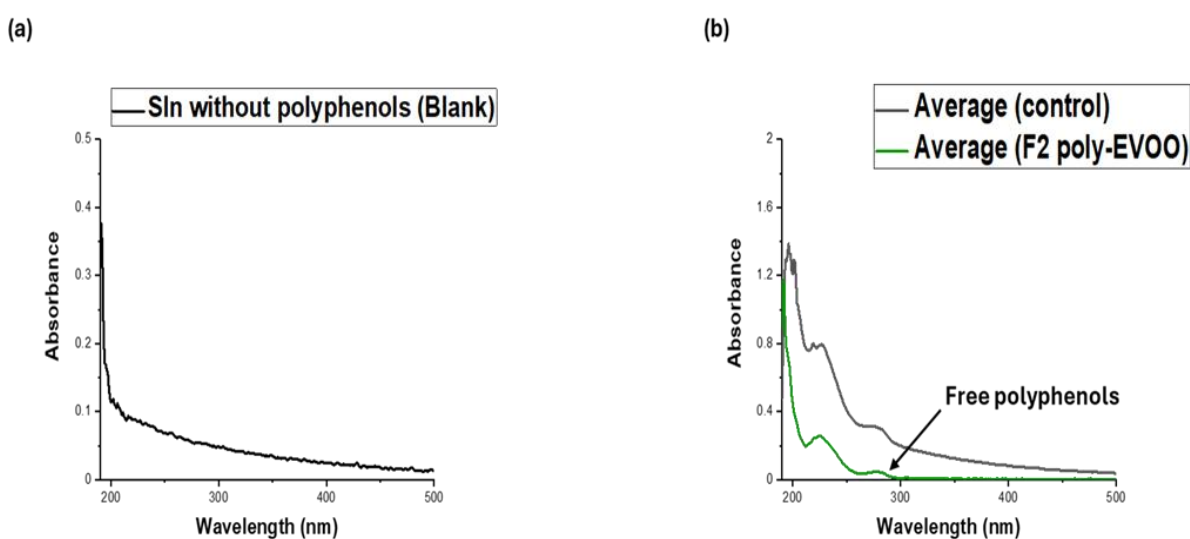 (a)
(b)
Sln without polyphenols (Blank)
Average (control)
Average (F2 poly-EVOO)
0.5
0.4
0.3
0.2
0.1
0
Absorbance
200
300
400
500
Wavelength (nm)
2
1.6
1.2
0.8
0.4
0
Absorbance
Free polyphenols
200
300
400
500
Wavelength (nm)